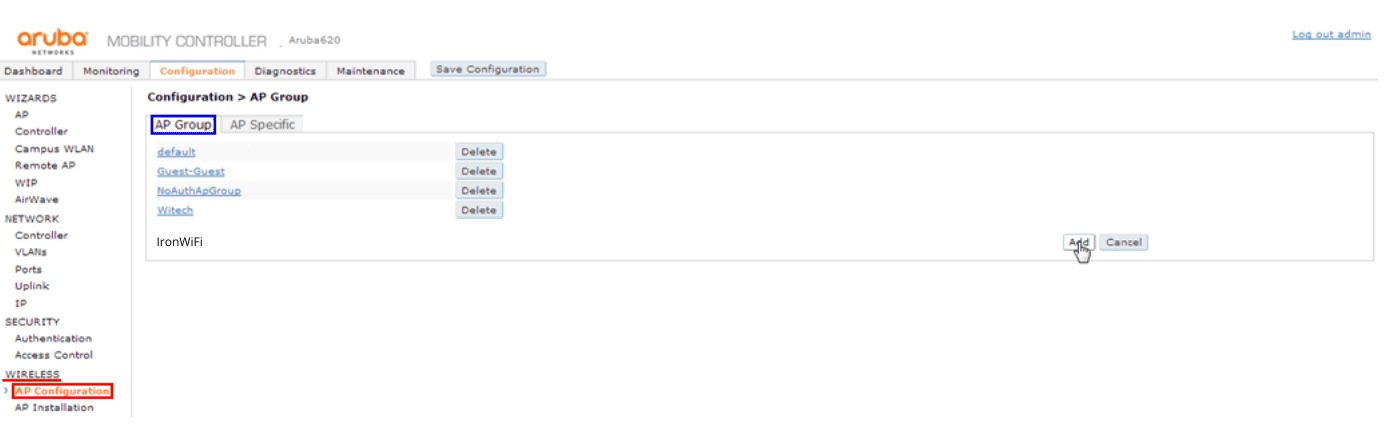 aruba MOBILITY CONTROLLER Aruba620 Log out admin
NETWORKS
Dashboard Monitoring Configuration Diagnostics Maintenance Save Configuration
WIZARDS
AP
Controller
Campus WLAN
Remote AP
WIP
AirWave
NETWORK
Controller
VLANs
Ports
Uplink
IP
SECURITY
Authentication
Access Control
WIRELESS
> AP Configuration
AP Installation
Configuration > AP Group
AP Group AP Specific
default Delete
Guest-Guest Delete
NoAuthApGroup Delete
Witech Delete
IronWiFi Add Cancel